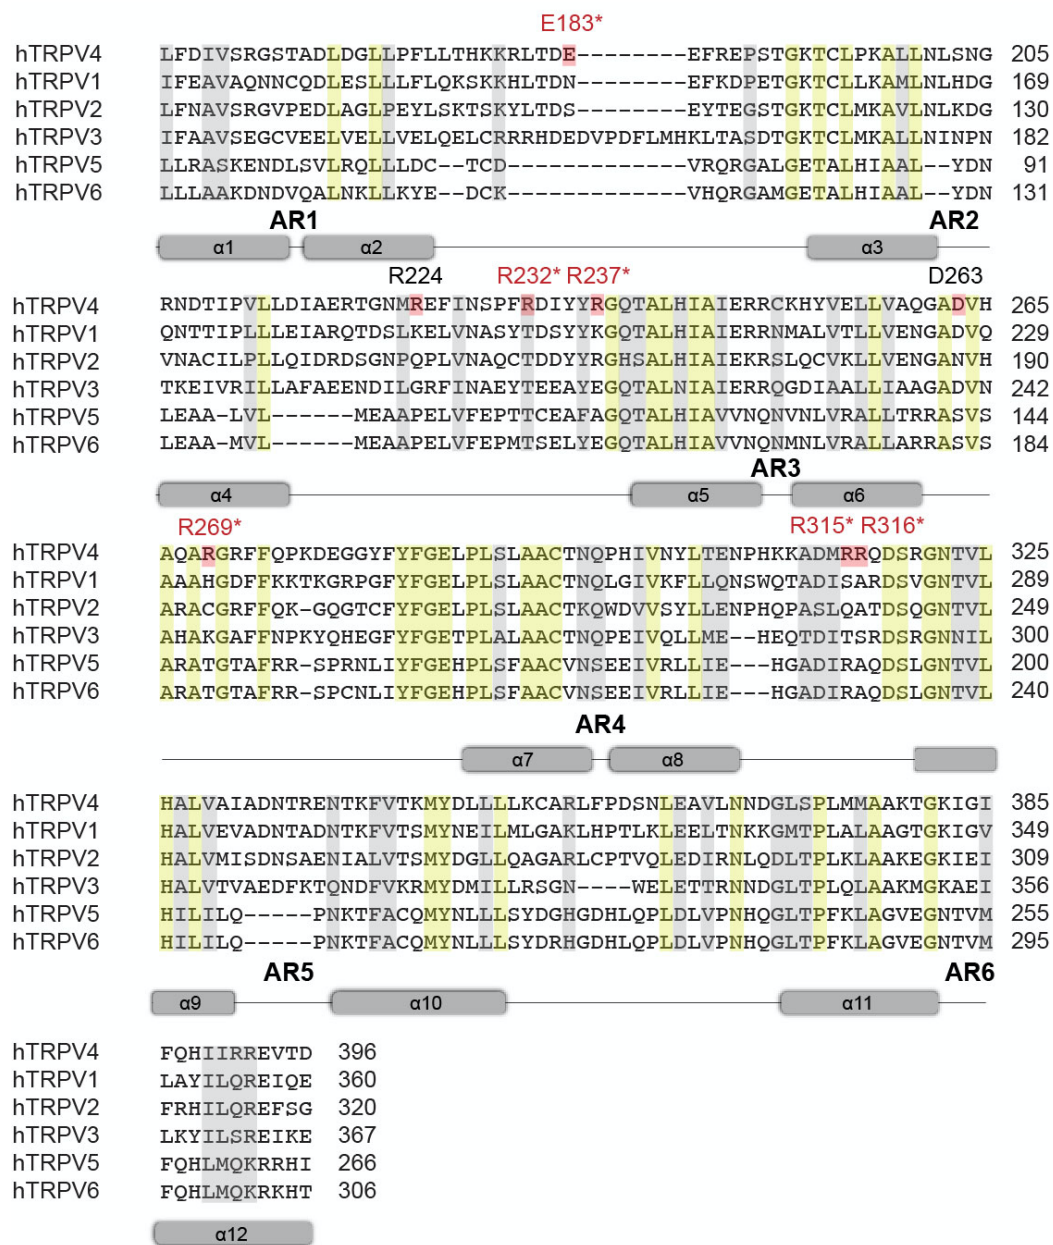 E183*
hTRPV4 LFDIVSRGSTADLDGLLPFLLTHKKRLTDE--------EFREPSTGKTCLPKALLNLSNG 205
hTRPV1 IFEAVAQNNCQDLESLLLFLQKSKKHLTDN--------EFKDPETGKTCLLKAMLNLHDG 169
hTRPV2 LFNAVSRGVPEDLAGLPEYLSKTSKYLTDS--------EYTEGSTGKTCLMKAVLNLKDG 130
hTRPV3 IFAAVSEGCVEELVELLVELQELCRRRHDEDVPDFLMHKLTASDTGKTCLMKALLNINPN 182
hTRPV5 LLRASKENDLSVLRQLLLDC--TCD-------------VRQRGALGETALHIAAL--YDN 91
hTRPV6 LLLAAKDNDVQALNKLLKYE--DCK-------------VHQRGAMGETALHIAAL--YDN 131
AR1 AR2
α1 α2 α3
R224 R232* R237* D263
hTRPV4 RNDTIPVLLDIAERTGNMREFINSPFRDIYYRGQTALHIAIERRCKHYVELLVAQGADVH 265
hTRPV1 QNTTIPLLLEIARQTDSLKELVNASYTDSYYKGQTALHIAIERRNMALVTLLVENGADVQ 229
hTRPV2 VNACILPLLQIDRDSGNPQPLVNAQCTDDYYRGHSALHIAIEKRSLQCVKLLVENGANVH 190
hTRPV3 TKEIVRILLAFAEENDILGRFINAEYTEEAYEGQTALNIAIERRQGDIAALLIAAGADVN 242
hTRPV5 LEAA-LVL------MEAAPELVFEPTTCEAFAGQTALHIAVVNQNVNLVRALLTRRASVS 144
hTRPV6 LEAA-MVL------MEAAPELVFEPMTSELYEGQTALHIAVVNQNMNLVRALLARRASVS 184
AR3
α4 α5 α6
R269* R315* R316*
hTRPV4 AQARGRFFQPKDEGGYFYFGELPLSLAACTNQPHIVNYLTENPHKKADMRRQDSRGNTVL 325
hTRPV1 AAAHGDFFKKTKGRPGFYFGELPLSLAACTNQLGIVKFLLQNSWQTADISARDSVGNTVL 289
hTRPV2 ARACGRFFQK-GQGTCFYFGELPLSLAACTKQWDVVSYLLENPHQPASLQATDSQGNTVL 249
hTRPV3 AHAKGAFFNPKYQHEGFYFGETPLALAACTNQPEIVQLLME--HEQTDITSRDSRGNNIL 300
hTRPV5 ARATGTAFRR-SPRNLIYFGEHPLSFAACVNSEEIVRLLIE---HGADIRAQDSLGNTVL 200
hTRPV6 ARATGTAFRR-SPCNLIYFGEHPLSFAACVNSEEIVRLLIE---HGADIRAQDSLGNTVL 240
AR4
α7 α8
hTRPV4 HALVAIADNTRENTKFVTKMYDLLLLKCARLFPDSNLEAVLNNDGLSPLMMAAKTGKIGI 385
hTRPV1 HALVEVADNTADNTKFVTSMYNEILMLGAKLHPTLKLEELTNKKGMTPLALAAGTGKIGV 349
hTRPV2 HALVMISDNSAENIALVTSMYDGLLQAGARLCPTVQLEDIRNLQDLTPLKLAAKEGKIEI 309
hTRPV3 HALVTVAEDFKTQNDFVKRMYDMILLRSGN----WELETTRNNDGLTPLQLAAKMGKAEI 356
hTRPV5 HILILQ-----PNKTFACQMYNLLLSYDGHGDHLQPLDLVPNHQGLTPFKLAGVEGNTVM 255
hTRPV6 HILILQ-----PNKTFACQMYNLLLSYDRHGDHLQPLDLVPNHQGLTPFKLAGVEGNTVM 295
AR5 AR6
α9 α10 α11
hTRPV4 FQHIIRREVTD 396
hTRPV1 LAYILQREIQE 360
hTRPV2 FRHILQREFSG 320
hTRPV3 LKYILSREIKE 367
hTRPV5 FQHLMQKRRHI 266
hTRPV6 FQHLMQKRKHT 306
α12